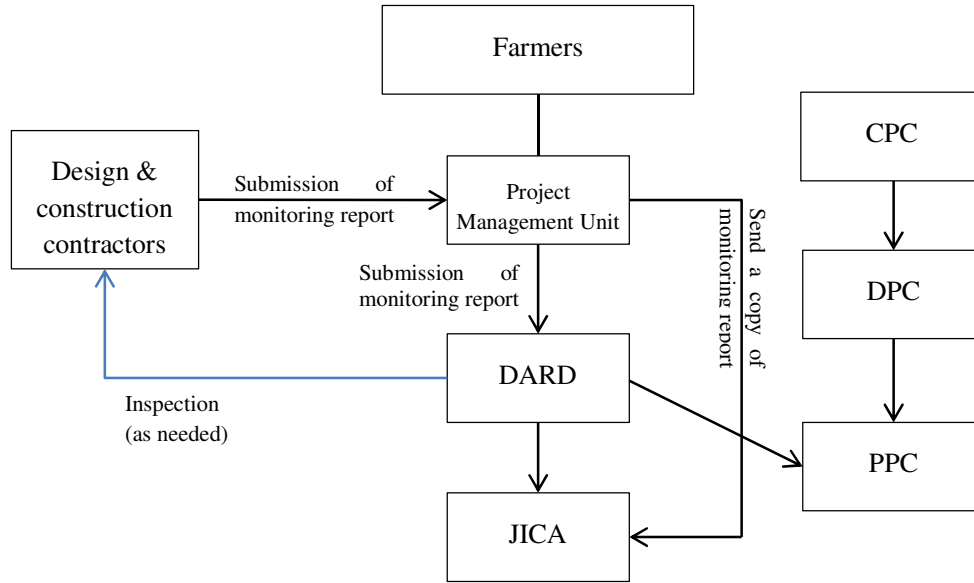 Farmers
CPC
Design &
construction
contractors
Submission of
monitoring report
Project
Management Unit
Send a copy of
monitoring report
Submission of
monitoring report
DPC
DARD
Inspection
(as needed)
PPC
JICA